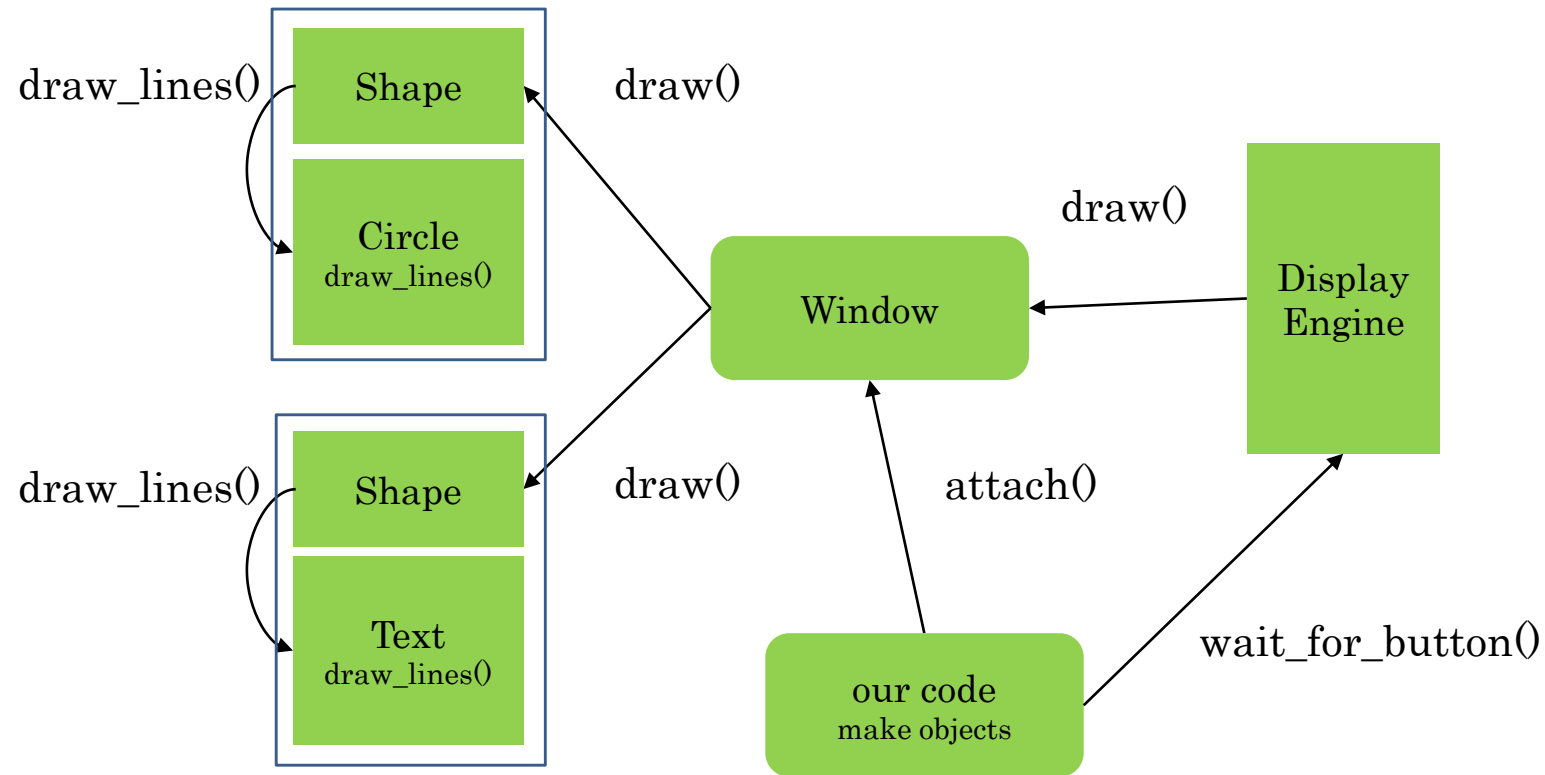 draw_lines()
Shape
draw()
Circle
draw_lines()
draw()
Window
Display
Engine
draw_lines()
Shape
draw()
attach()
Text
draw_lines()
wait_for_button()
our code
make objects